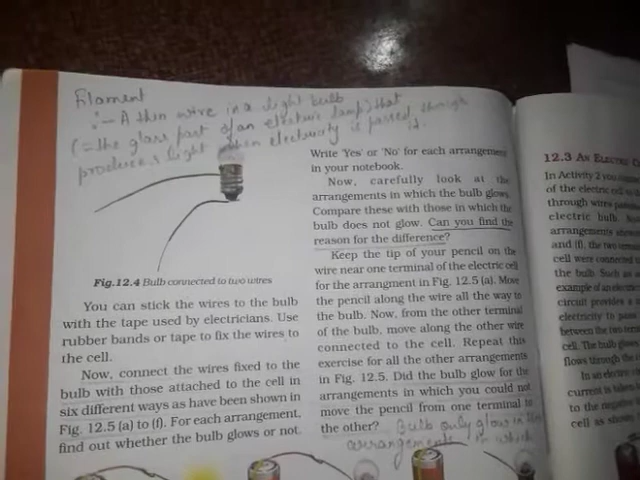 Filament
:- A thin wire in a light bulb
(= the glass part of an electric lamp) that
produces light when electricity is passed through
it.
Fig.12.4 Bulb connected to two wires
You can stick the wires to the bulb
with the tape used by electricians. Use
rubber bands or tape to fix the wires to
the cell.
Now, connect the wires fixed to the
bulb with those attached to the cell in
six different ways as have been shown in
Fig. 12.5 (a) to (f). For each arrangement,
find out whether the bulb glows or not.
Write 'Yes' or 'No' for each arrangement
in your notebook.
Now, carefully look at the
arrangements in which the bulb glows.
Compare these with those in which the
bulb does not glow. Can you find the
reason for the difference?
Keep the tip of your pencil on the
wire near one terminal of the electric cell
for the arrangment in Fig. 12.5 (a). Move
the pencil along the wire all the way to
the bulb. Now, from the other terminal
of the bulb, move along the other wire
connected to the cell. Repeat this
exercise for all the other arrangements
in Fig. 12.5. Did the bulb glow for the
arrangements in which you could not
move the pencil from one terminal to
the other?
Bulb only glows in
arrangements in which
12.3 AN ELECTRIC
In Activity 2 you
of the electric cell
through wires
electric bulb.
arrangements
and (f), the two
cell were connected
the bulb. Such
example of an
circuit provides
electricity to pass
between the two
cell. The bulb glows
flows through the
In an electric
current is taken
to the negative
cell as shown